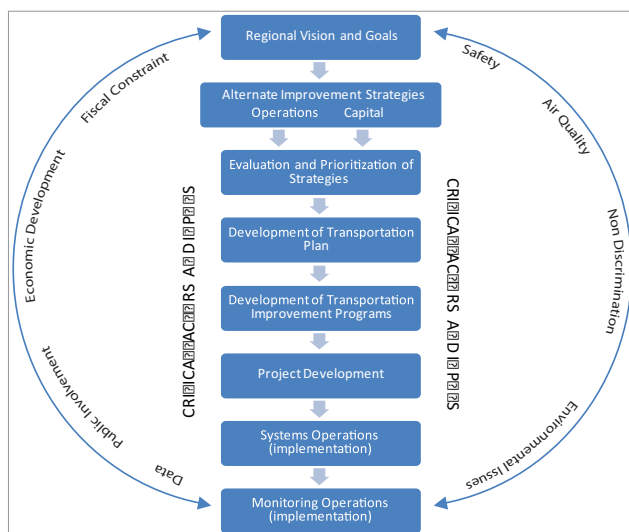 Regional Vision and Goals
Alternate Improvement Strategies
Operations Capital
Evaluation and Prioritization of
Strategies
Development of Transportation
Plan
Development of Transportation
Improvement Programs
Project Development
Systems Operations
(implementation)
Monitoring Operations
(implementation)
Fiscal Constraint
Economic Development
Public Involvement
Data
Safety
Air Quality
Non Discrimination
Environmental Issues